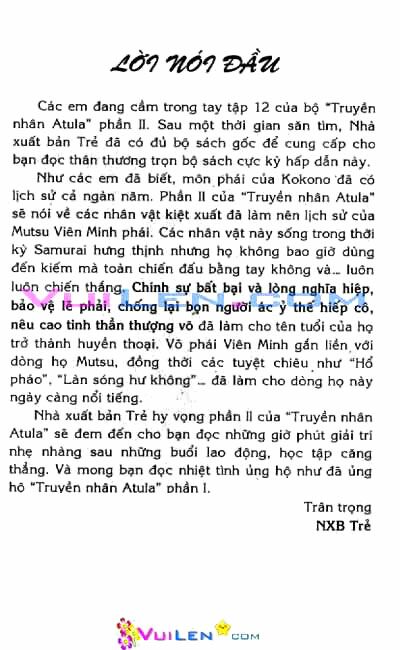 LỜI NÓI ĐẦU
Các em đang cầm trong tay tập 12 của bộ "Truyền
nhân Atula" phần II. Sau một thời gian săn tìm, Nhà
xuất bản Trẻ đã có đủ bộ sách gốc để cung cấp cho
bạn đọc thân thương trọn bộ sách cực kỳ hấp dẫn này.
Như các em đã biết, môn phái của Kokono đã có
lịch sử cả ngàn năm. Phần II của "Truyền nhân Atula"
sẽ nói về các nhân vật kiệt xuất đã làm nên lịch sử của
Mutsu Viên Minh phái. Các nhân vật này sống trong thời
kỳ Samurai hưng thịnh nhưng họ không bao giờ dùng
đến kiếm mà toàn chiến đấu bằng tay không và... luôn
luôn chiến thắng. Chính sự bất bại và lòng nghĩa hiệp,
VUILEN.COM
bảo vệ lẽ phải, chống lại bọn người ác ỷ thế hiếp cô,
nêu cao tinh thần thượng võ đã làm cho tên tuổi của họ
trở thành huyền thoại. Võ phái Viên Minh gắn liền với
dòng họ Mutsu, đồng thời các tuyệt chiêu như "Hổ
pháo", "Làn sóng hư không"... đã làm cho dòng họ này
ngày càng nổi tiếng.
Nhà xuất bản Trẻ hy vọng phần II của "Truyền nhân
Atula" sẽ đem đến cho bạn đọc những giờ phút giải trí
nhẹ nhàng sau những buổi lao động, học tập căng
thẳng. Và mong bạn đọc nhiệt tình ủng hộ như đã ủng
hộ "Truyền nhân Atula" phần I.
Trân trọng
NXB Trẻ
VUILEN.COM